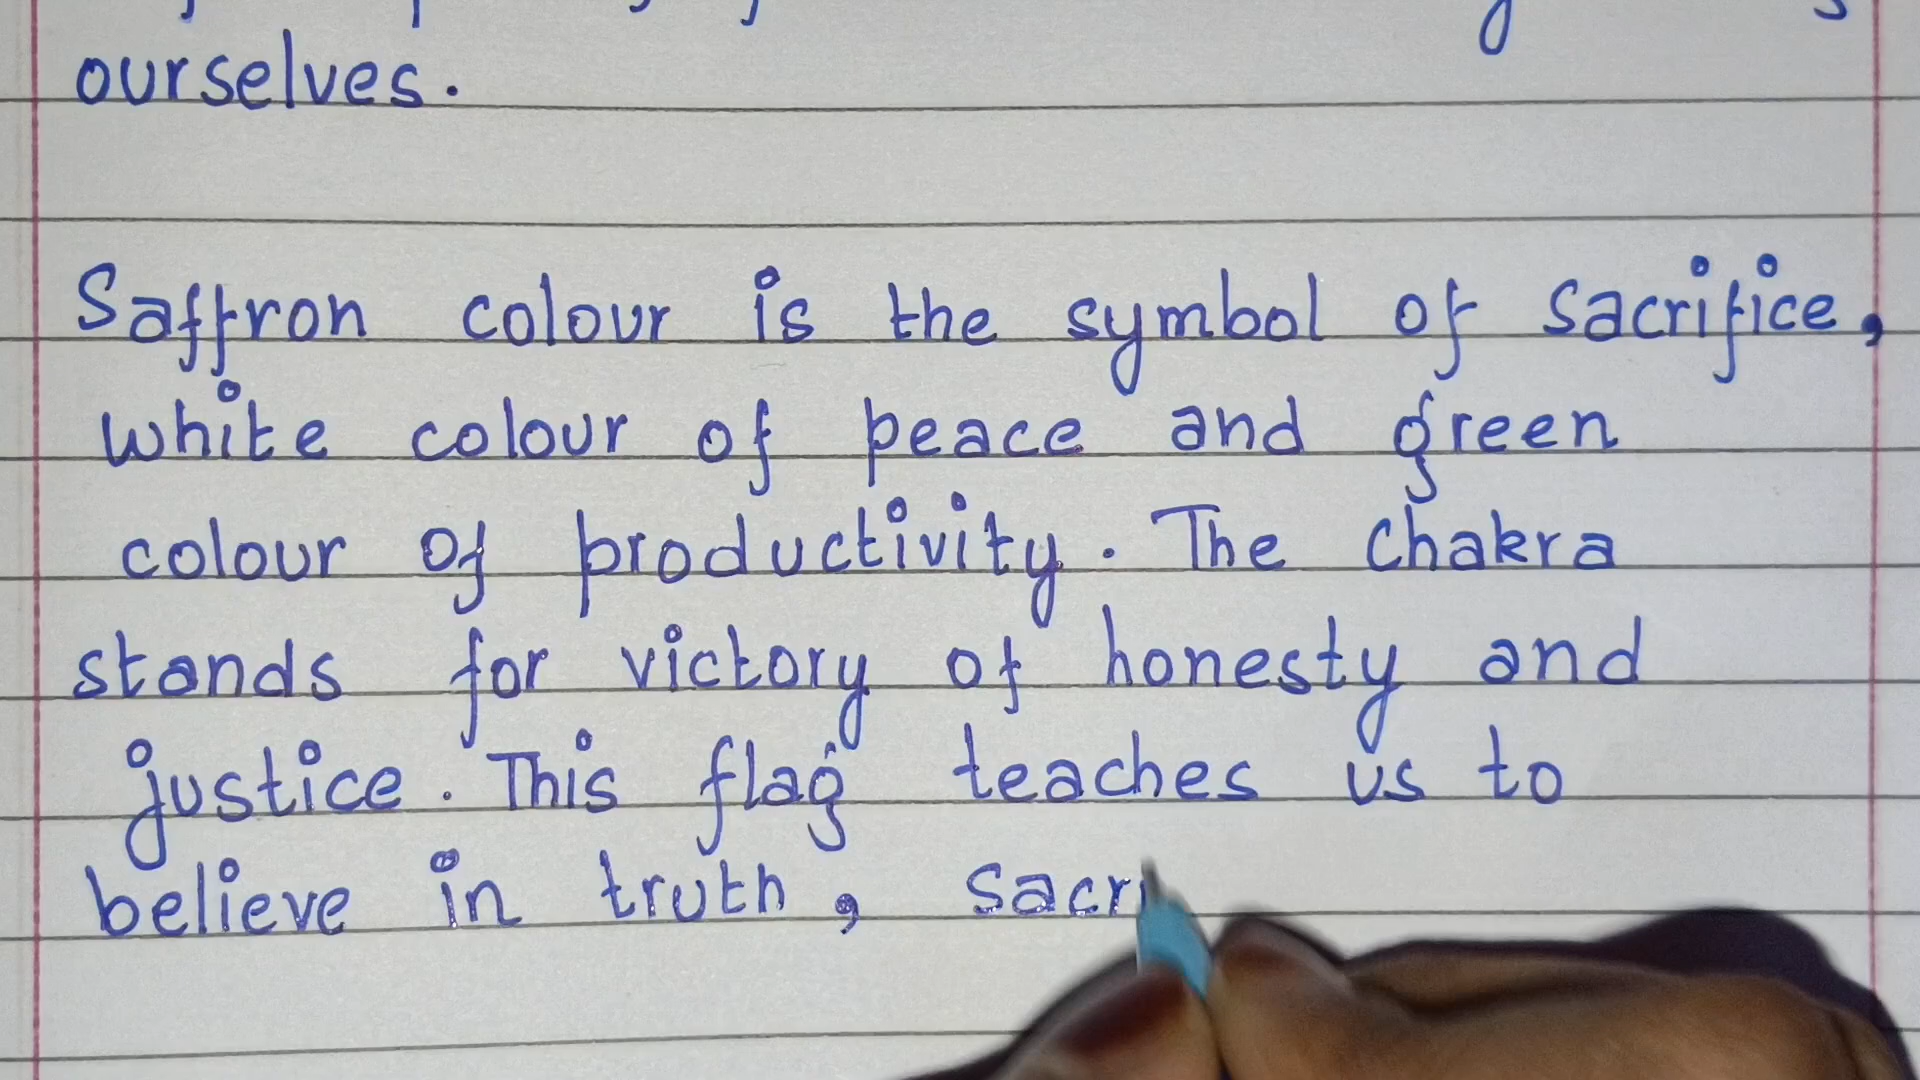 ourselves.
Saffron colour is the symbol of sacrifice,
white colour of peace and green
colour of productivity. The Chakra
stands for victory of honesty and
justice. This flag teaches us to
believe in truth, sacri